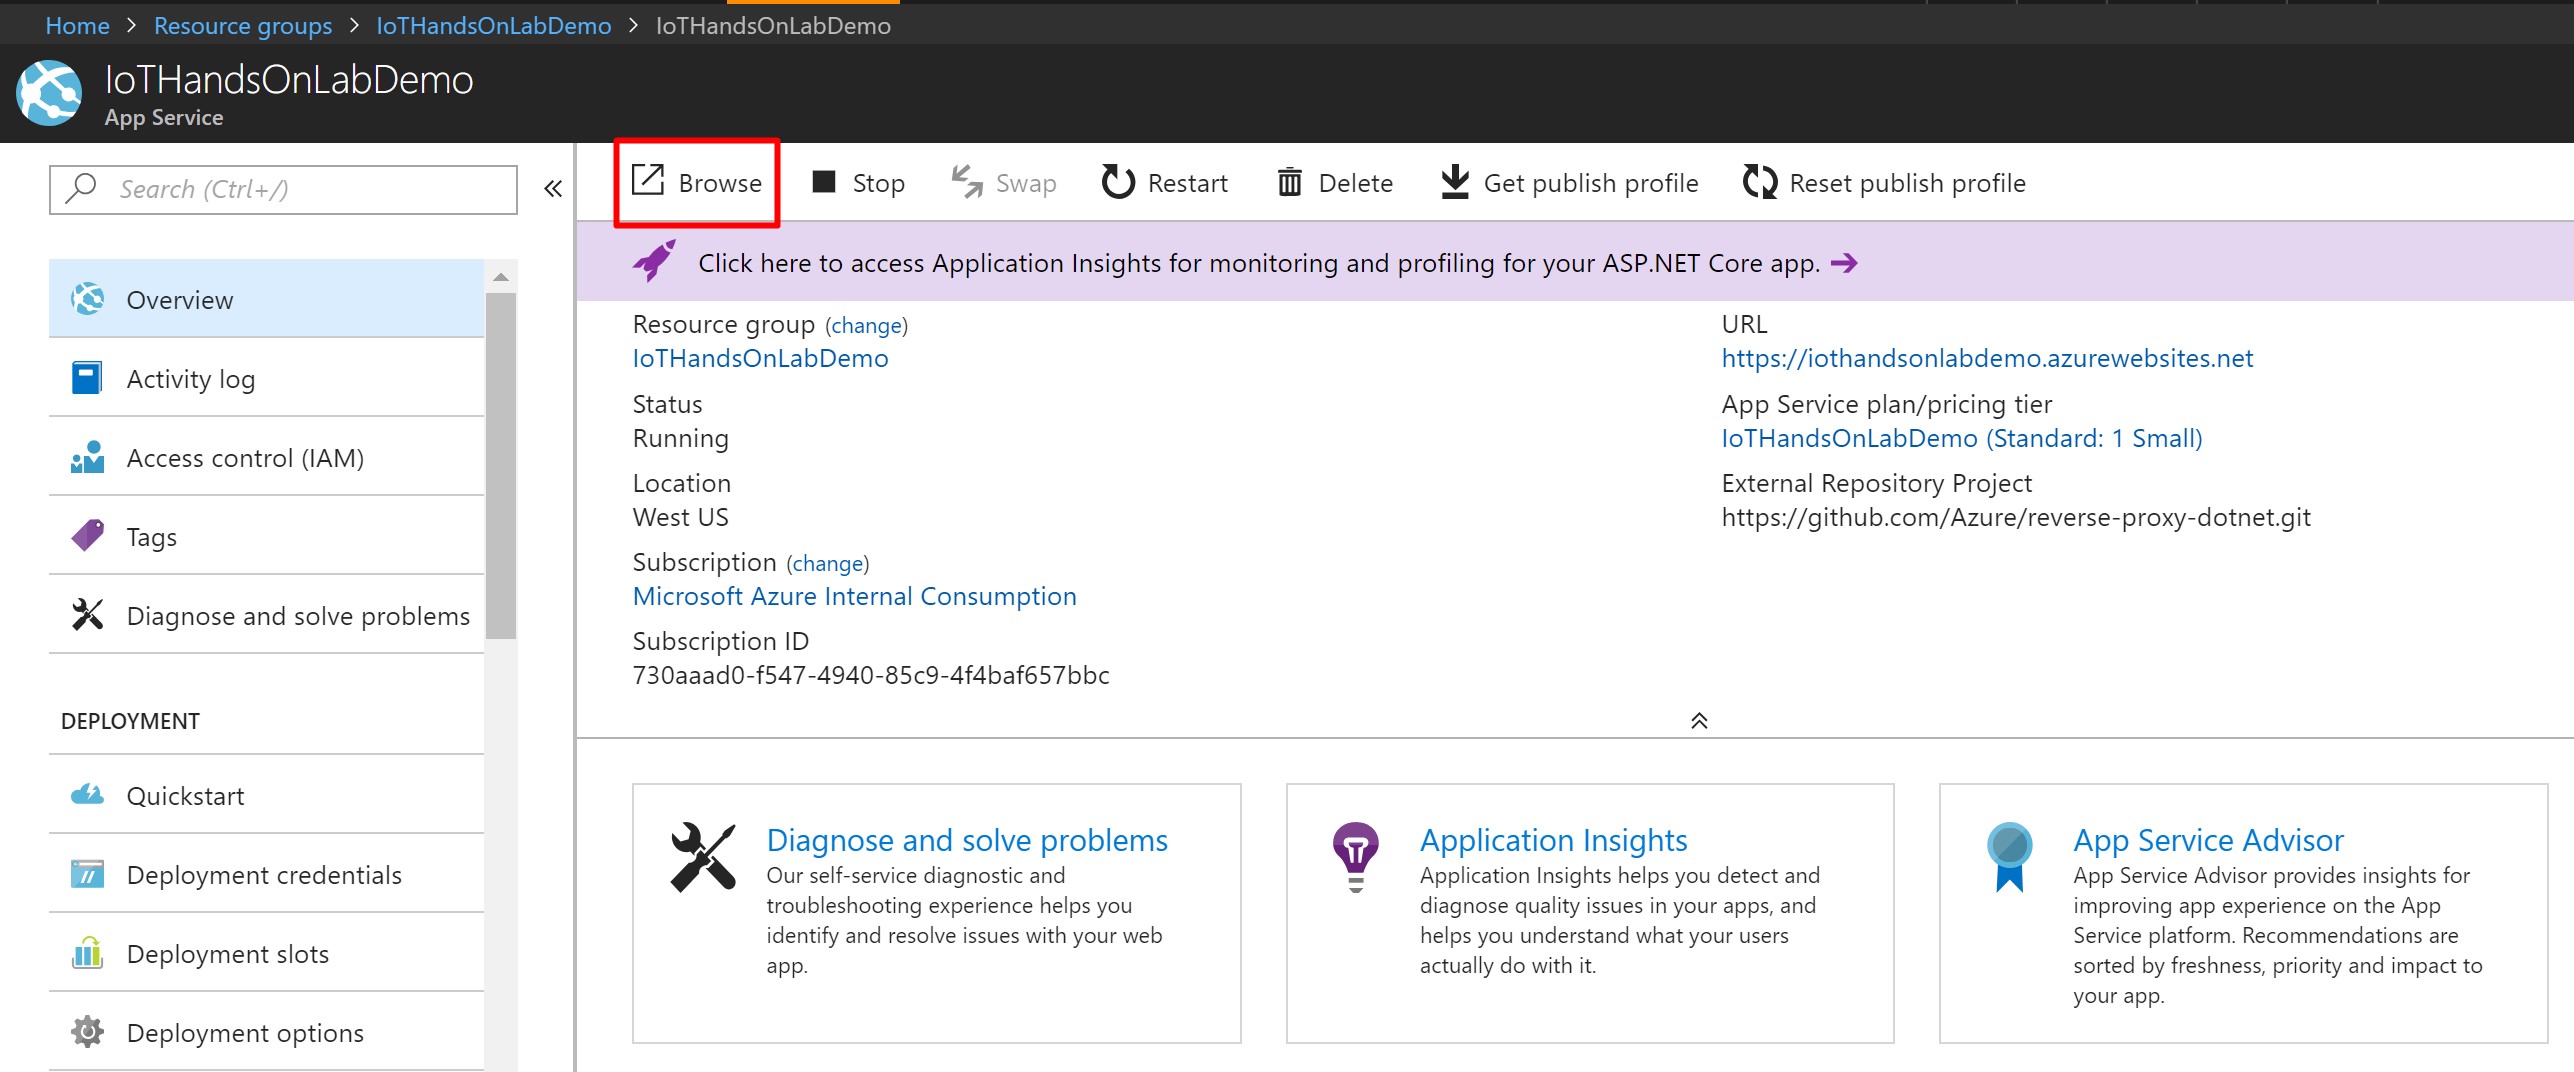 Home > Resource groups > IoTHandsOnLabDemo > IoTHandsOnLabDemo
IoTHandsOnLabDemo
App Service
Search (Ctrl+/)
Overview
Activity log
Access control (IAM)
Tags
Diagnose and solve problems
DEPLOYMENT
Quickstart
Deployment credentials
Deployment slots
Deployment options
Browse Stop Swap Restart Delete Get publish profile Reset publish profile
Click here to access Application Insights for monitoring and profiling for your ASP.NET Core app.
Resource group (change)
IoTHandsOnLabDemo
Status
Running
Location
West US
Subscription (change)
Microsoft Azure Internal Consumption
Subscription ID
730aaad0-f547-4940-85c9-4f4baf657bbc
URL
https://iothandsonlabdemo.azurewebsites.net
App Service plan/pricing tier
IoTHandsOnLabDemo (Standard: 1 Small)
External Repository Project
https://github.com/Azure/reverse-proxy-dotnet.git
Diagnose and solve problems
Our self-service diagnostic and
troubleshooting experience helps you
identify and resolve issues with your web
app.
Application Insights
Application Insights helps you detect and
diagnose quality issues in your apps, and
helps you understand what your users
actually do with it.
App Service Advisor
App Service Advisor provides insights for
improving app experience on the App
Service platform. Recommendations are
sorted by freshness, priority and impact to
your app.